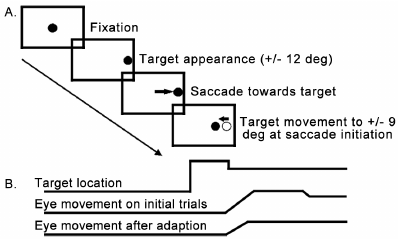 A.
Fixation
Target appearance (+/- 12 deg)
Saccade towards target
Target movement to +/- 9
deg at saccade initiation
B.
Target location
Eye movement on initial trials
Eye movement after adaption